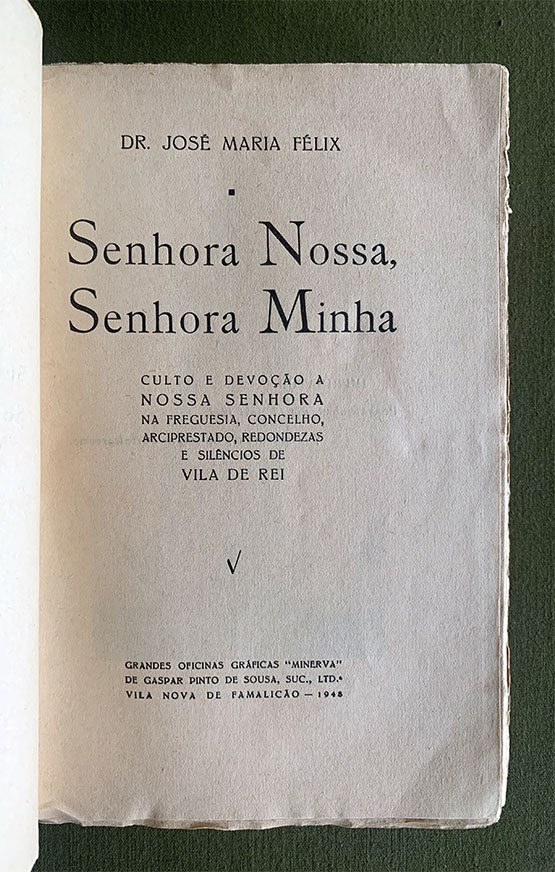 DR. JOSÉ MARIA FÉLIX
Senhora Nossa,
Senhora Minha
CULTO E DEVOÇÃO A
NOSSA SENHORA
NA FREGUESIA, CONCELHO,
ARCIPRESTADO, REDONDEZAS
E SILÊNCIOS DE
VILA DE REI
GRANDES OFICINAS GRÁFICAS "MINERVA"
DE GASPAR PINTO DE SOUSA, SUC., LTD.ª
VILA NOVA DE FAMALICÃO — 1948